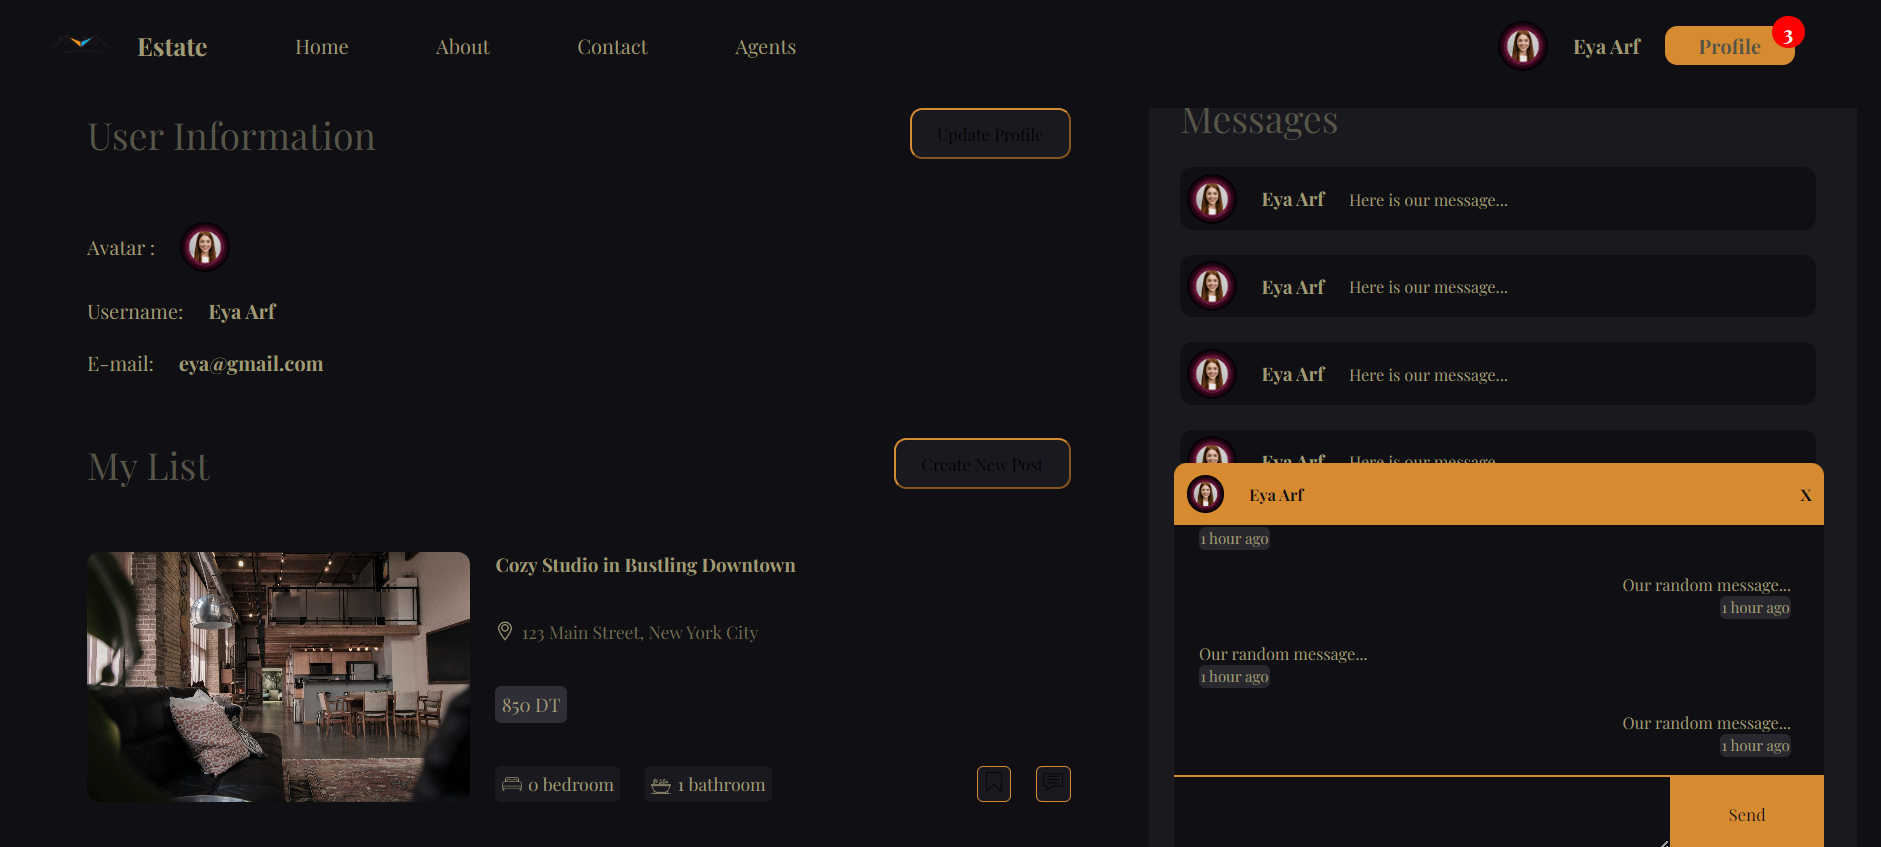 Estate
Home
About
Contact
Agents
Eya Arf
Profile
3
User Information
Update Profile
Avatar :
Username: Eya Arf
E-mail: eya@gmail.com
My List
Create New Post
Cozy Studio in Bustling Downtown
123 Main Street, New York City
850 DT
0 bedroom
1 bathroom
Messages
Eya Arf Here is our message...
Eya Arf Here is our message...
Eya Arf Here is our message...
Eya Arf Here is our message...
Eya Arf
X
1 hour ago
Our random message...
1 hour ago
Our random message...
1 hour ago
Our random message...
1 hour ago
Send